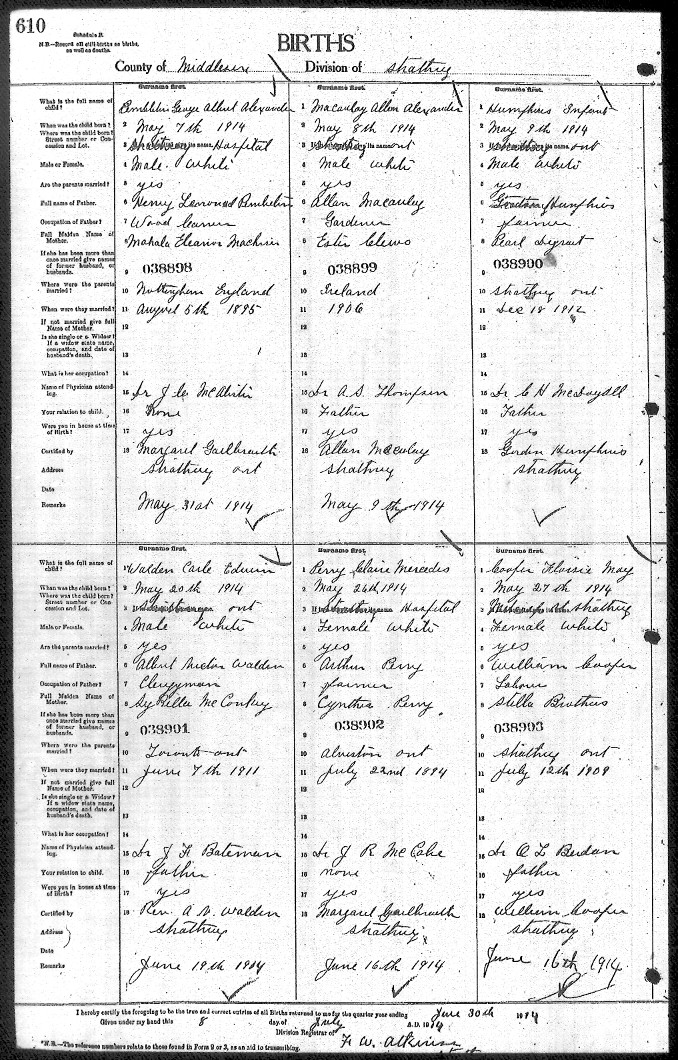 610
Schedule B.
N.B.—Record all still births as births, as well as deaths.
BIRTHS
County of Middlesex Division of Strathroy
Surname first. Surname first. Surname first.
What is the full name of child? 1 George Albert Alexander 1 Macaulay Allan Alexander 1 Humphries Infant
When was the child born? 2 May 7th 1914 2 May 8th 1914 2 May 9th 1914
Where was the child born? Street number or Concession and Lot. 3 Hospital 3 Strathroy ont 3 Strathroy ont
Male or Female. 4 Male White 4 Male White 4 Male White
Are the parents married? 5 yes 5 yes 5 yes
Full name of Father. 6 Henry 6 Allan Macaulay 6 Humphries
Occupation of Father? 7 Wood Carver 7 Gardener 7 farmer
Full Maiden Name of Mother. 8 Mahala Eleanor 8 Ester Clews 8 Pearl
If she has been more than once married give names of former husband, or husbands. 9 038898 9 038899 9 038900
Where were the parents married? 10 Nottingham England 10 Ireland 10 Strathroy ont
When were they married? 11 August 5th 1895 11 1906 11 Dec 18 1912
If not married give full Name of Mother. 12 12 12
Is she single or a Widow? If a widow state name, occupation, and date of husband's death. 13 13 13
What is her occupation? 14 14 14
Name of Physician attending. 15 Dr J C 15 Dr A. S. Thompson 15 Dr C H McDougall
Your relation to child. 16 None 16 Father 16 Father
Were you in house at time of Birth? 17 yes 17 yes 17 yes
Certified by 18 Margaret Gailbraith 18 Allan Macaulay 18 Gordon Humphries
Address Strathroy ont Strathroy Strathroy
Date
Remarks May 31st 1914 May 9th 1914
Surname first. Surname first. Surname first.
What is the full name of child? 1 Walden Carle Edwin 1 Perry Claire Mercedes 1 Cooper Flossie May
When was the child born? 2 May 20th 1914 2 May 26th 1914 2 May 27th 1914
Where was the child born? Street number or Concession and Lot. 3 ont 3 Hospital 3 Strathroy
Male or Female. 4 Male White 4 Female White 4 Female White
Are the parents married? 5 yes 5 yes 5 yes
Full name of Father. 6 Albert Walden 6 Arthur Perry 6 William Cooper
Occupation of Father? 7 Clergyman 7 farmer 7 Labour
Full Maiden Name of Mother. 8 McConkey 8 Cynthia Perry 8 Stella Brothers
If she has been more than once married give names of former husband, or husbands. 9 038901 9 038902 9 038903
Where were the parents married? 10 Toronto ont 10 Alvinston ont 10 Strathroy ont
When were they married? 11 June 7th 1911 11 July 22nd 1894 11 July 12th 1909
If not married give full Name of Mother. 12 12 12
Is she single or a Widow? If a widow state name, occupation, and date of husband's death. 13 13 13
What is her occupation? 14 14 14
Name of Physician attending. 15 Dr J F Bateman 15 Dr J R McCabe 15 Dr O L Berdan
Your relation to child. 16 father 16 none 16 father
Were you in house at time of Birth? 17 yes 17 yes 17 yes
Certified by 18 Rev. A V. Walden 18 Margaret Gailbraith 18 William Cooper
Address Strathroy Strathroy Strathroy
Date
Remarks June 19th 1914 June 16th 1914 June 16th 1914
I hereby certify the foregoing to be the true and correct entries of all Births returned to me for the quarter year ending June 30th 1914
Given under my hand this 8 day of July A.D. 1914
Division Registrar of F. W. Atkinson
*N.B.—The reference numbers relate to those found in Form 2 or 3, as an aid to transcribing.